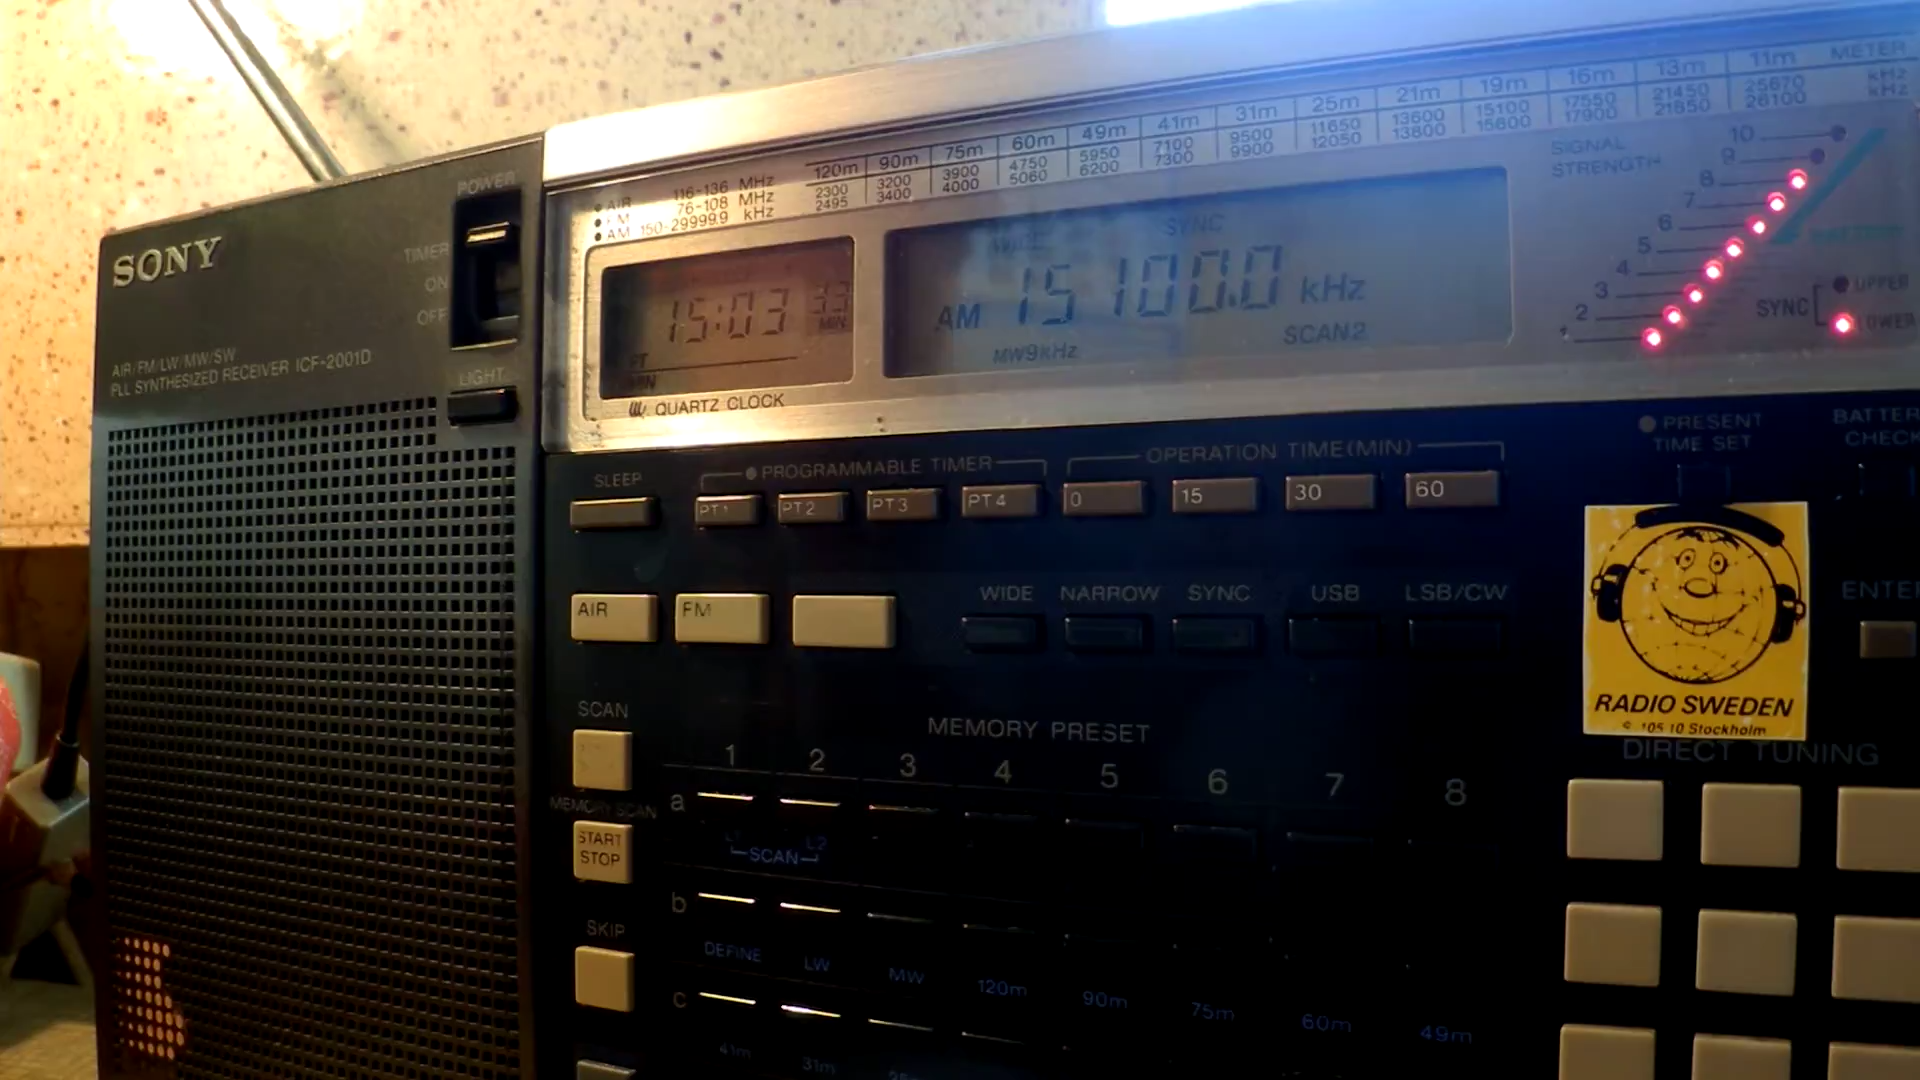 SONY
POWER
TIMER
ON
OFF
AIR/FM/LW/MW/SW
PLL SYNTHESIZED RECEIVER ICF-2001D
LIGHT
AIR 116-136 MHz
FM 76-108 MHz
AM 150-29999.9 kHz
120m 90m 75m 60m 49m 41m 31m 25m 21m 19m 16m 13m 11m METER
2300 3200 3900 4750 5950 7100 9500 11650 13600 15100 17550 21450 25670 kHz
2495 3400 4000 5060 6200 7300 9900 12050 13800 15600 17900 21850 26100 kHz
15:03 33
MIN
QUARTZ CLOCK
SYNC
AM 15100.0 kHz
MW9kHz
SCAN2
SIGNAL
STRENGTH
10
9
8
7
6
5
4
3
2
1
SYNC
UPPER
LOWER
SLEEP
PROGRAMMABLE TIMER
OPERATION TIME(MIN)
PT1 PT2 PT3 PT4 0 15 30 60
PRESENT
TIME SET
AIR FM
WIDE NARROW SYNC USB LSB/CW
RADIO SWEDEN
S-105 10 Stockholm
ENTER
DIRECT TUNING
SCAN
MEMORY SCAN
START
STOP
SKIP
MEMORY PRESET
1 2 3 4 5 6 7 8
a
L1 SCAN L2
b
DEFINE LW MW 120m 90m 75m 60m 49m
c
41m 31m